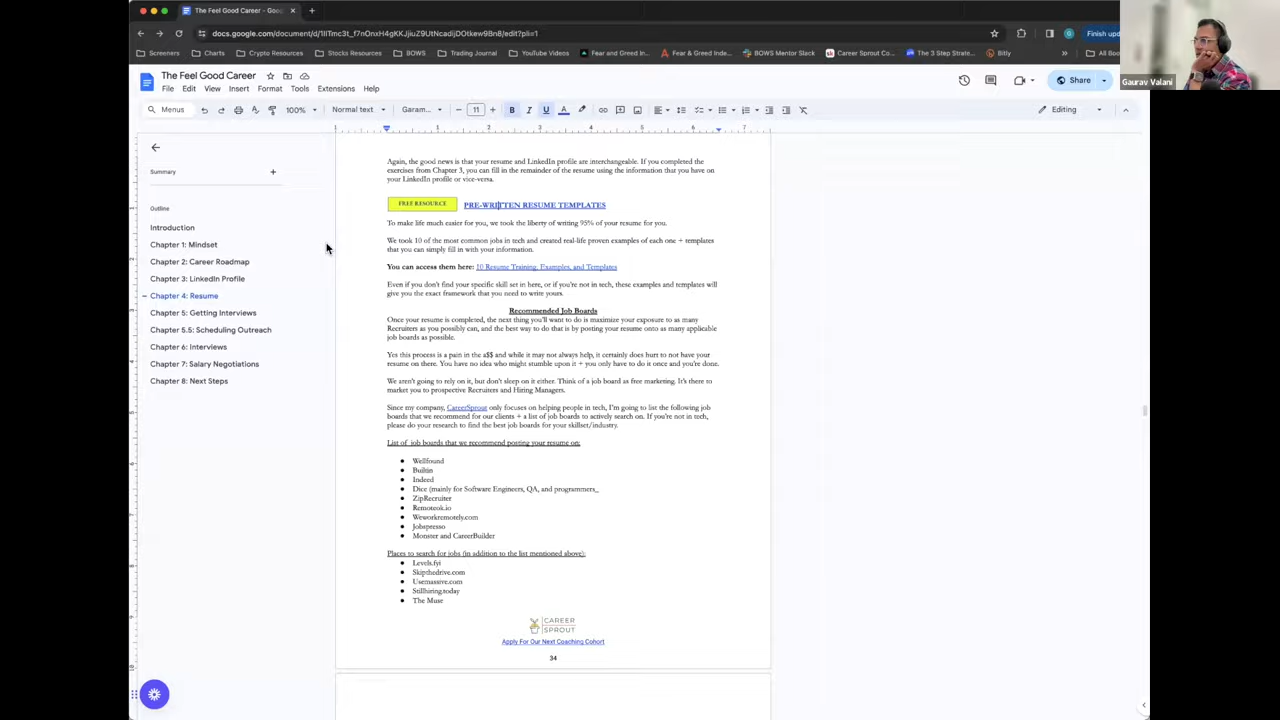 The Feel Good Career - Goo
docs.google.com/document/d/1IITmc3t_f7nOnxH4gKKJjiuZ9UtNcadijDOtkew9Bn8/edit?pli=1
Finish up
Screeners
Charts
Crypto Resources
Stocks Resources
BOWS
Trading Journal
YouTube Videos
Fear and Greed In...
Fear & Greed Inde...
BOWS Mentor Slack
Career Sprout Co...
The 3 Step Strate...
Bitly
All Boo
Gaurav Valani
The Feel Good Career
File Edit View Insert Format Tools Extensions Help
Share
Menus
100%
Normal text
Garam...
11
Editing
Summary
Outline
Introduction
Chapter 1: Mindset
Chapter 2: Career Roadmap
Chapter 3: LinkedIn Profile
Chapter 4: Resume
Chapter 5: Getting Interviews
Chapter 5.5: Scheduling Outreach
Chapter 6: Interviews
Chapter 7: Salary Negotiations
Chapter 8: Next Steps
1 1 2 3 4 5 6 7
Again, the good news is that your resume and LinkedIn profile are interchangeable. If you completed the
exercises from Chapter 3, you can fill in the remainder of the resume using the information that you have on
your LinkedIn profile or vice-versa.
FREE RESOURCE PRE-WRITTEN RESUME TEMPLATES
To make life much easier for you, we took the liberty of writing 95% of your resume for you.
We took 10 of the most common jobs in tech and created real-life proven examples of each one + templates
that you can simply fill in with your information.
You can access them here: 10 Resume Training, Examples, and Templates
Even if you don't find your specific skill set in here, or if you're not in tech, these examples and templates will
give you the exact framework that you need to write yours.
Recommended Job Boards
Once your resume is completed, the next thing you'll want to do is maximize your exposure to as many
Recruiters as you possibly can, and the best way to do that is by posting your resume onto as many applicable
job boards as possible.
Yes this process is a pain in the a$$ and while it may not always help, it certainly does hurt to not have your
resume on there. You have no idea who might stumble upon it + you only have to do it once and you're done.
We aren't going to rely on it, but don't sleep on it either. Think of a job board as free marketing. It's there to
market you to prospective Recruiters and Hiring Managers.
Since my company, CareerSprout only focuses on helping people in tech, I'm going to list the following job
boards that we recommend for our clients + a list of job boards to actively search on. If you're not in tech,
please do your research to find the best job boards for your skillset/industry.
List of job boards that we recommend posting your resume on:
● Wellfound
● Builtin
● Indeed
● Dice (mainly for Software Engineers, QA, and programmers_
● ZipRecruiter
● Remoteok.io
● Weworkremotely.com
● Jobspresso
● Monster and CareerBuilder
Places to search for jobs (in addition to the list mentioned above):
● Levels.fyi
● Skipthedrive.com
● Usemassive.com
● Stillhiring.today
● The Muse
CAREER
SPROUT
Apply For Our Next Coaching Cohort
34